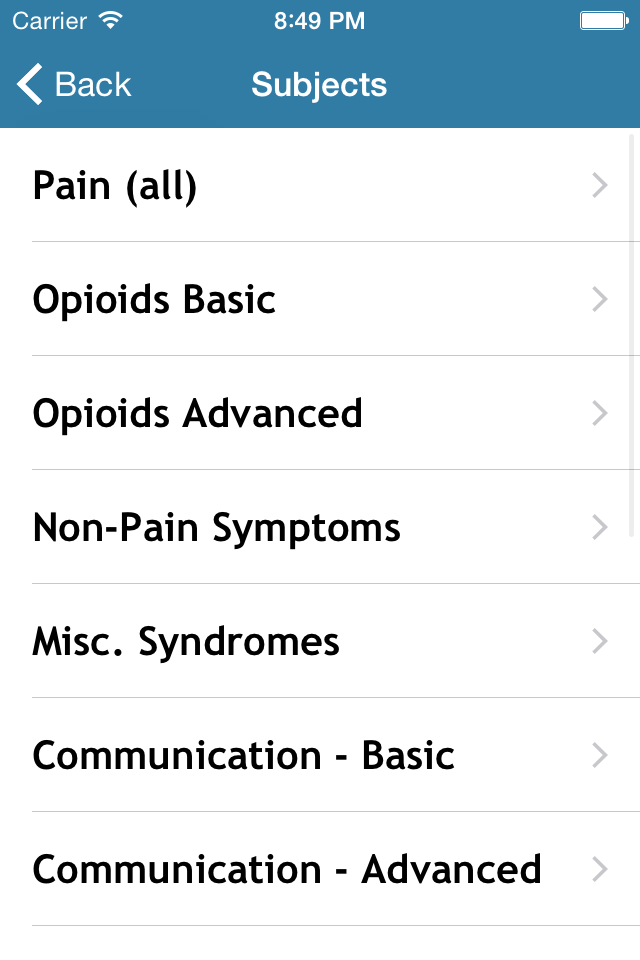 Carrier 8:49 PM
Back Subjects
Pain (all)
Opioids Basic
Opioids Advanced
Non-Pain Symptoms
Misc. Syndromes
Communication - Basic
Communication - Advanced